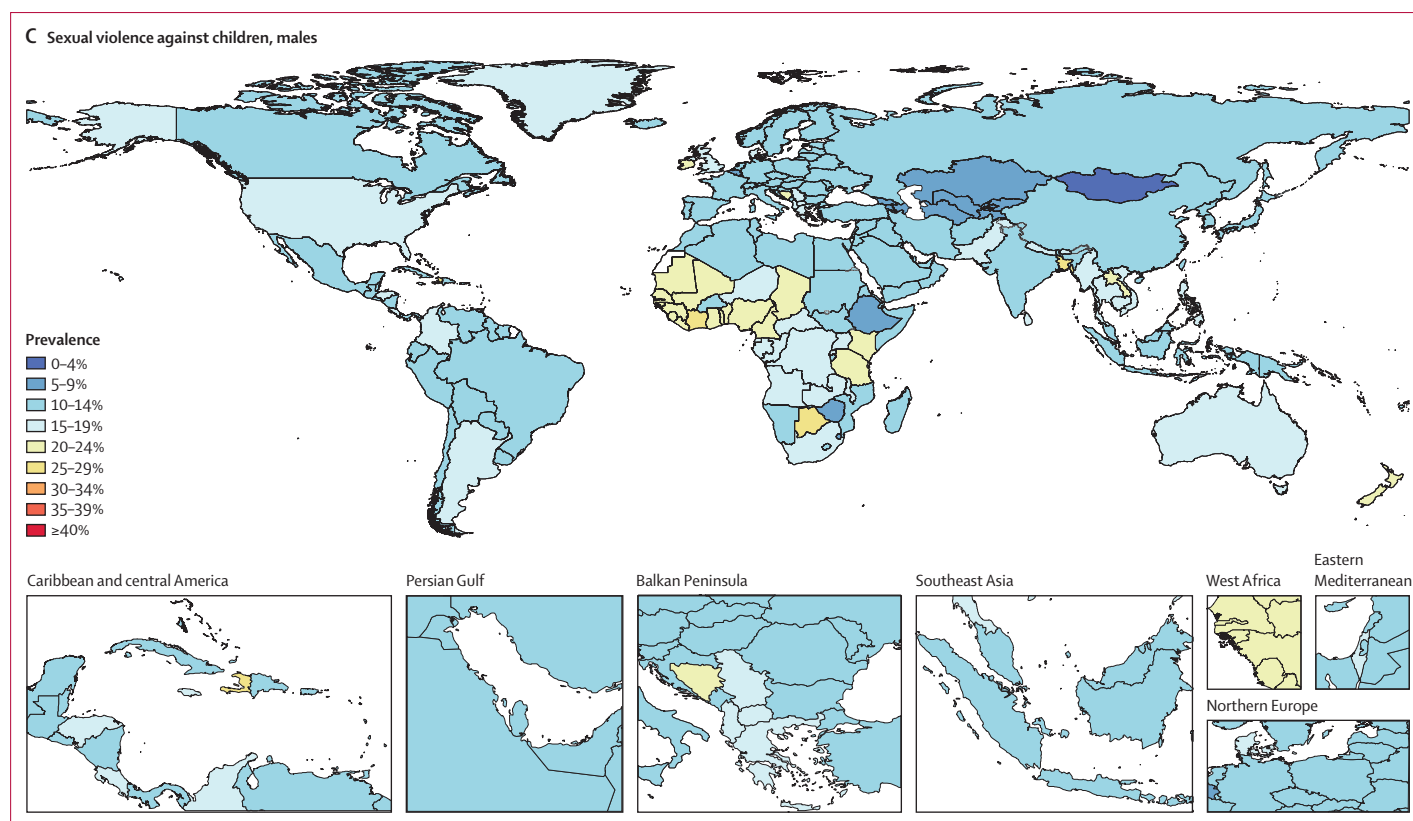 C Sexual violence against children, males
Prevalence
0–4%
5–9%
10–14%
15–19%
20–24%
25–29%
30–34%
35–39%
≥40%
Caribbean and central America
Persian Gulf
Balkan Peninsula
Southeast Asia
West Africa
Eastern
Mediterranean
Northern Europe